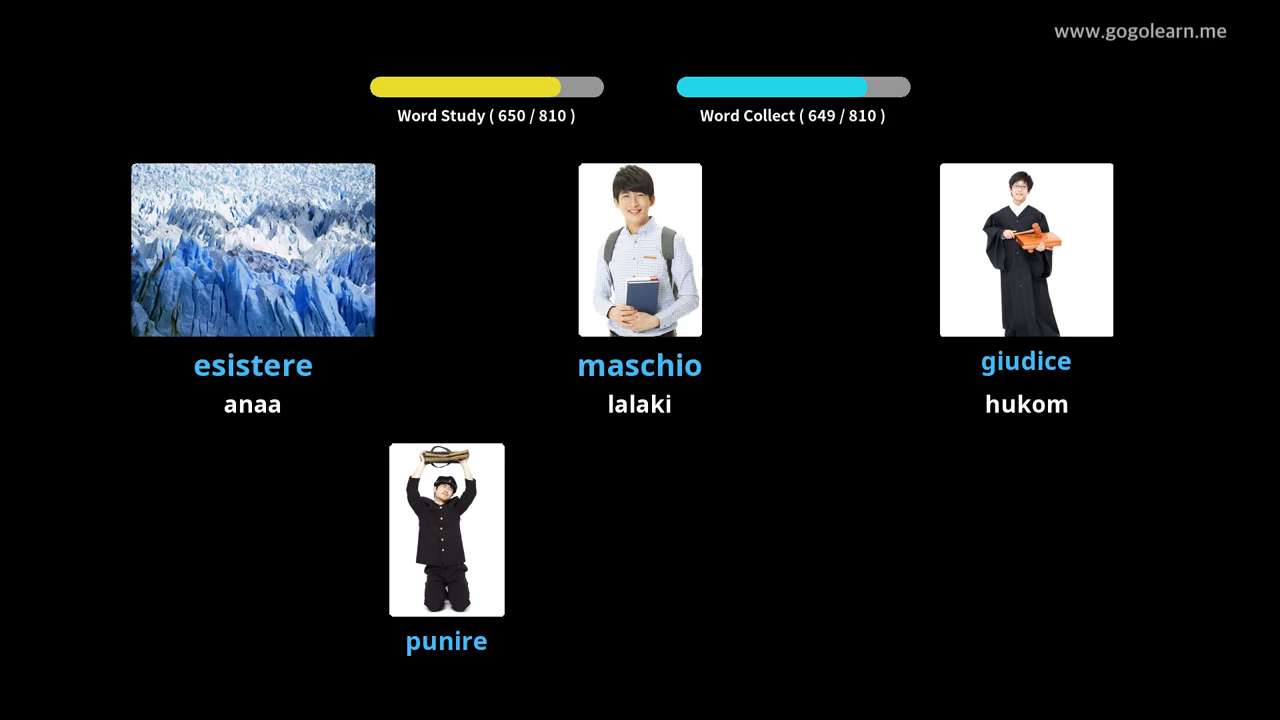 www.gogolearn.me
Word Study ( 650 / 810 )
Word Collect ( 649 / 810 )
esistere
anaa
maschio
lalaki
giudice
hukom
punire